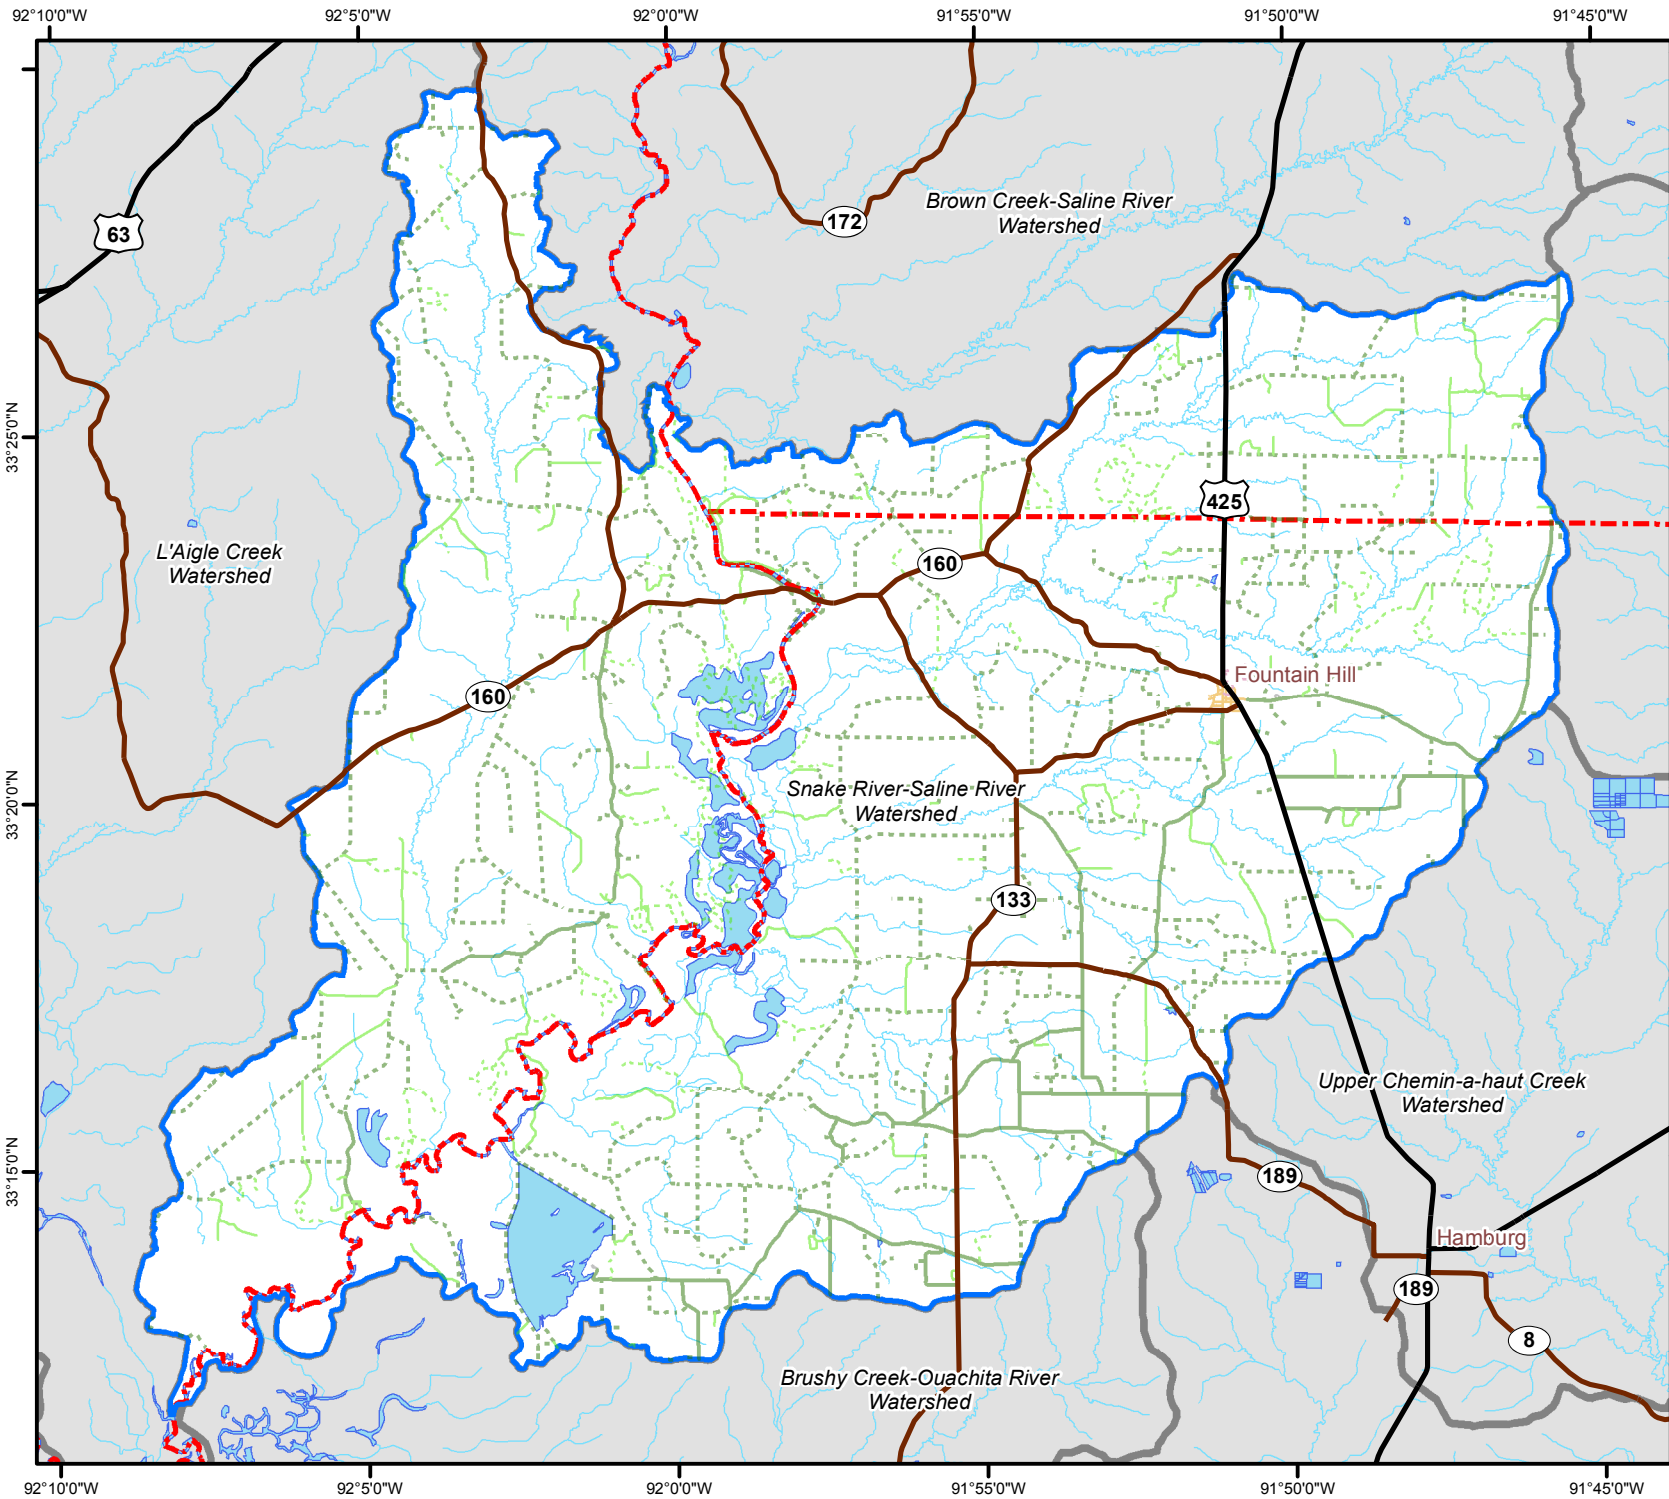 92°10'0"W
92°5'0"W
92°0'0"W
91°55'0"W
91°50'0"W
91°45'0"W
63
172
Brown Creek-Saline River
Watershed
33°25'0"N
425
L'Aigle Creek
Watershed
160
Fountain Hill
160
Snake River-Saline River
Watershed
33°20'0"N
133
Upper Chemin-a-haut Creek
Watershed
33°15'0"N
189
Hamburg
189
8
Brushy Creek-Ouachita River
Watershed
92°10'0"W
92°5'0"W
92°0'0"W
91°55'0"W
91°50'0"W
91°45'0"W